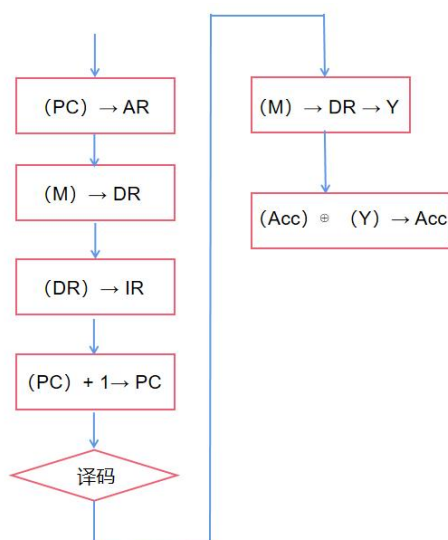 （PC）→ AR
（M）→ DR
（DR）→ IR
（PC）+ 1→ PC
译码
（M）→ DR → Y
（Acc）⊕ （Y）→ Acc